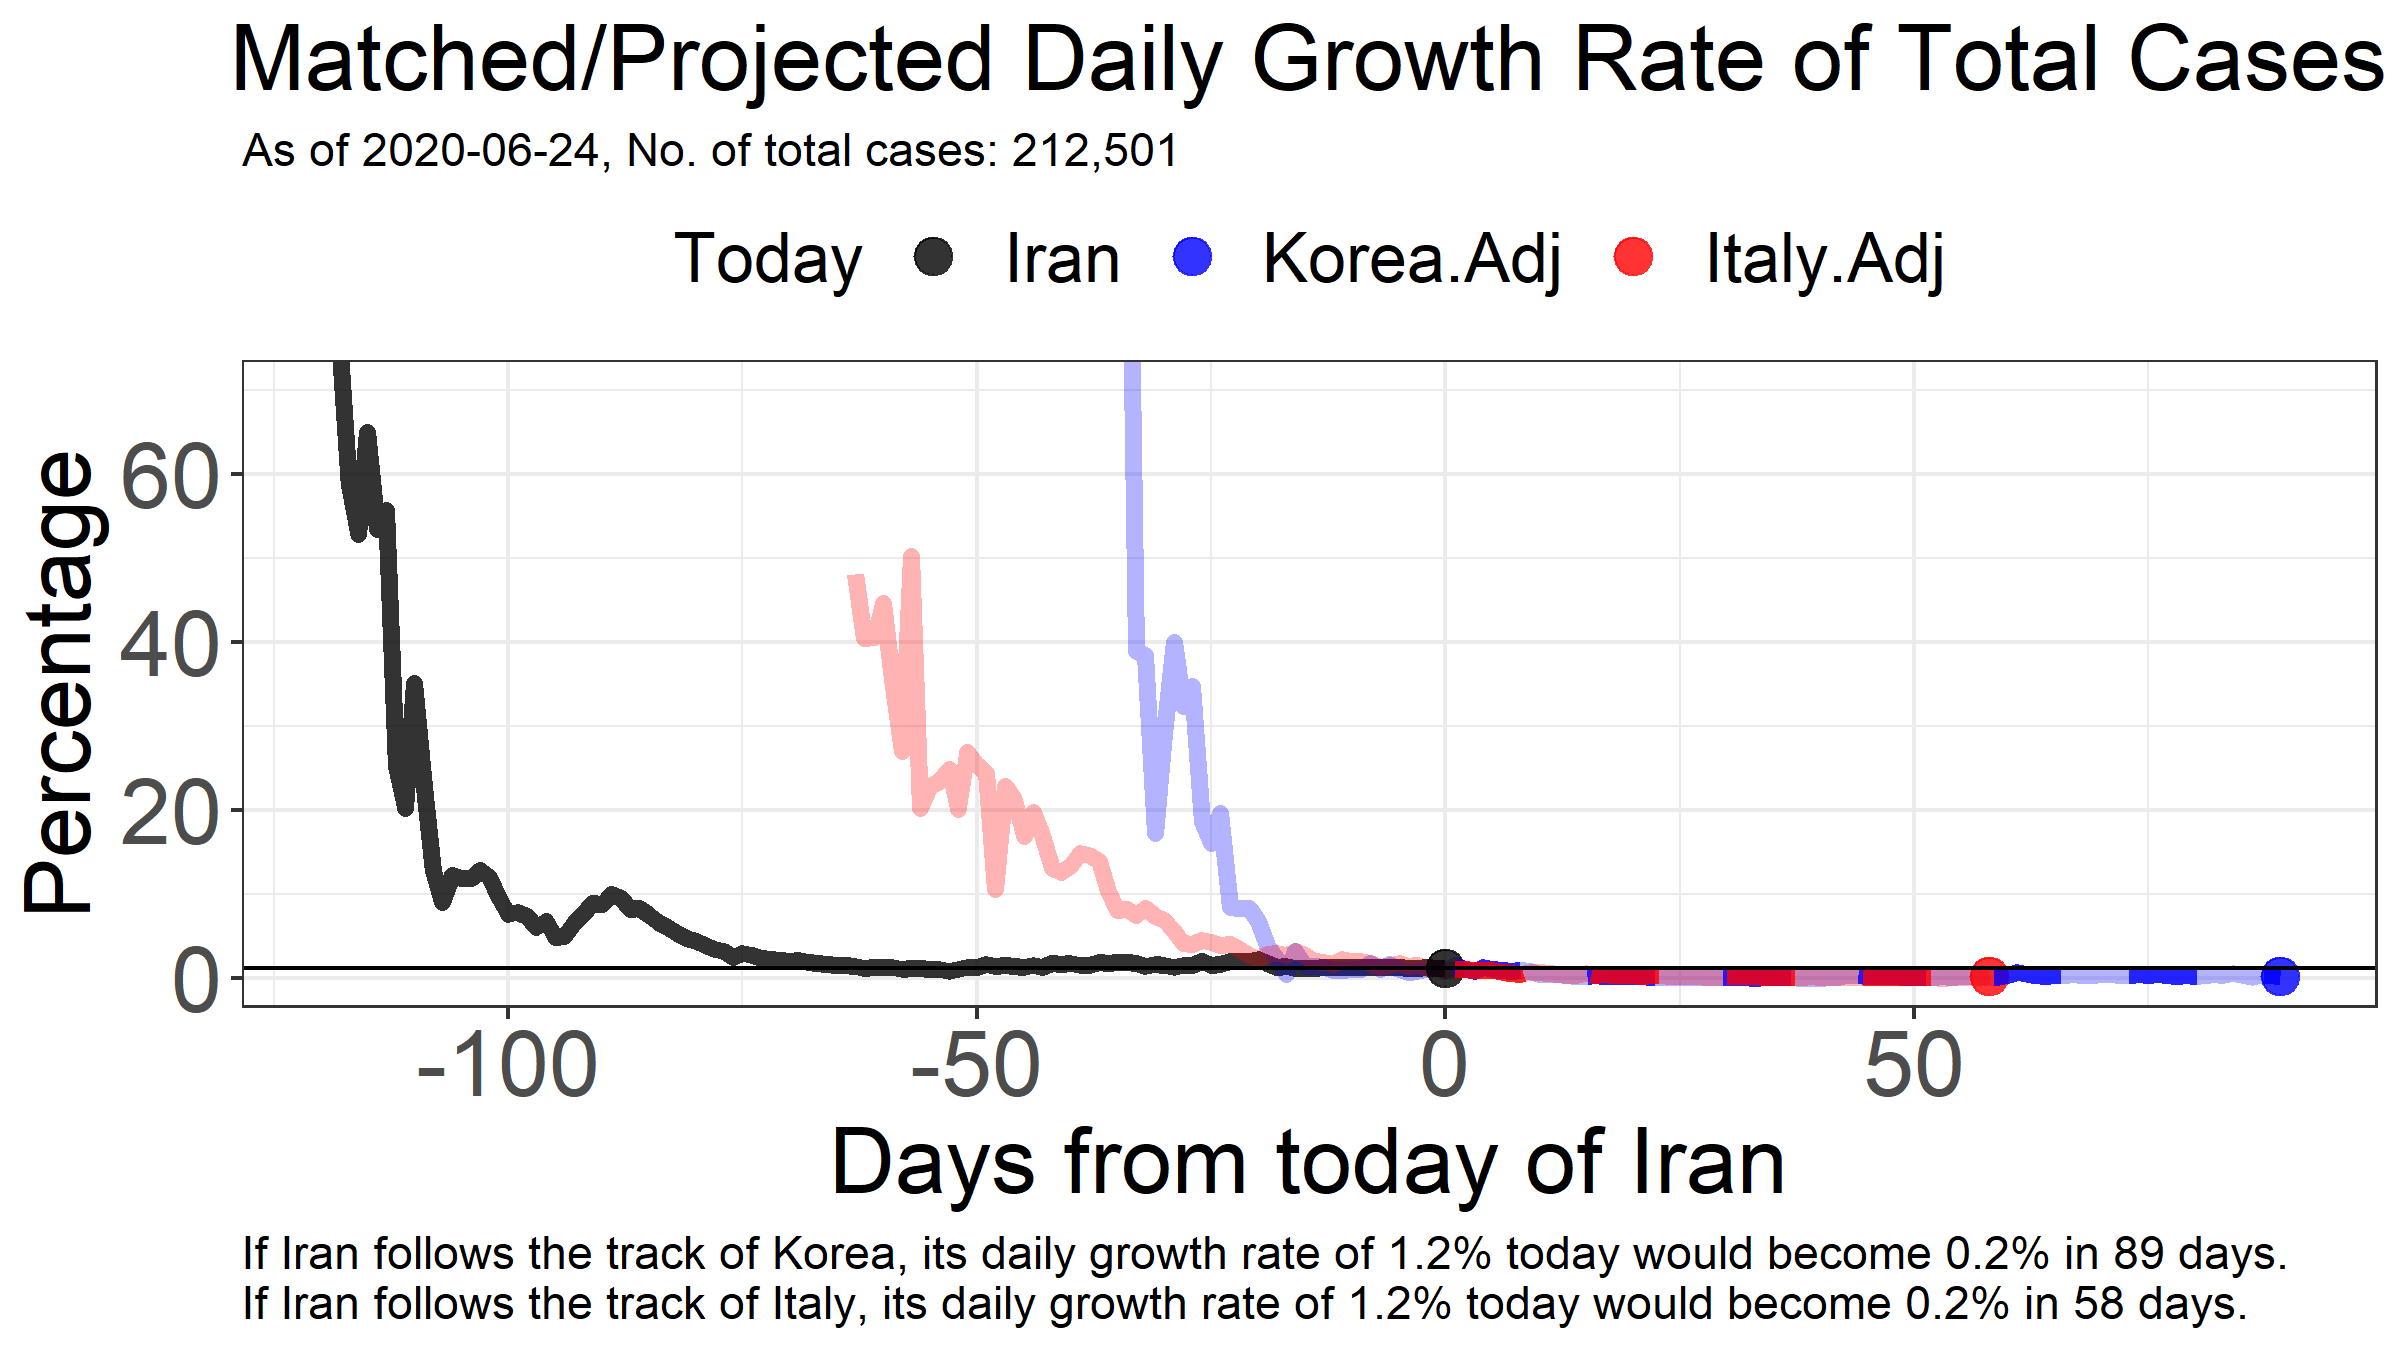 Matched/Projected Daily Growth Rate of Total Cases
As of 2020-06-24, No. of total cases: 212,501
Today Iran Korea.Adj Italy.Adj
Percentage
60
40
20
0
-100 -50 0 50
Days from today of Iran
If Iran follows the track of Korea, its daily growth rate of 1.2% today would become 0.2% in 89 days.
If Iran follows the track of Italy, its daily growth rate of 1.2% today would become 0.2% in 58 days.